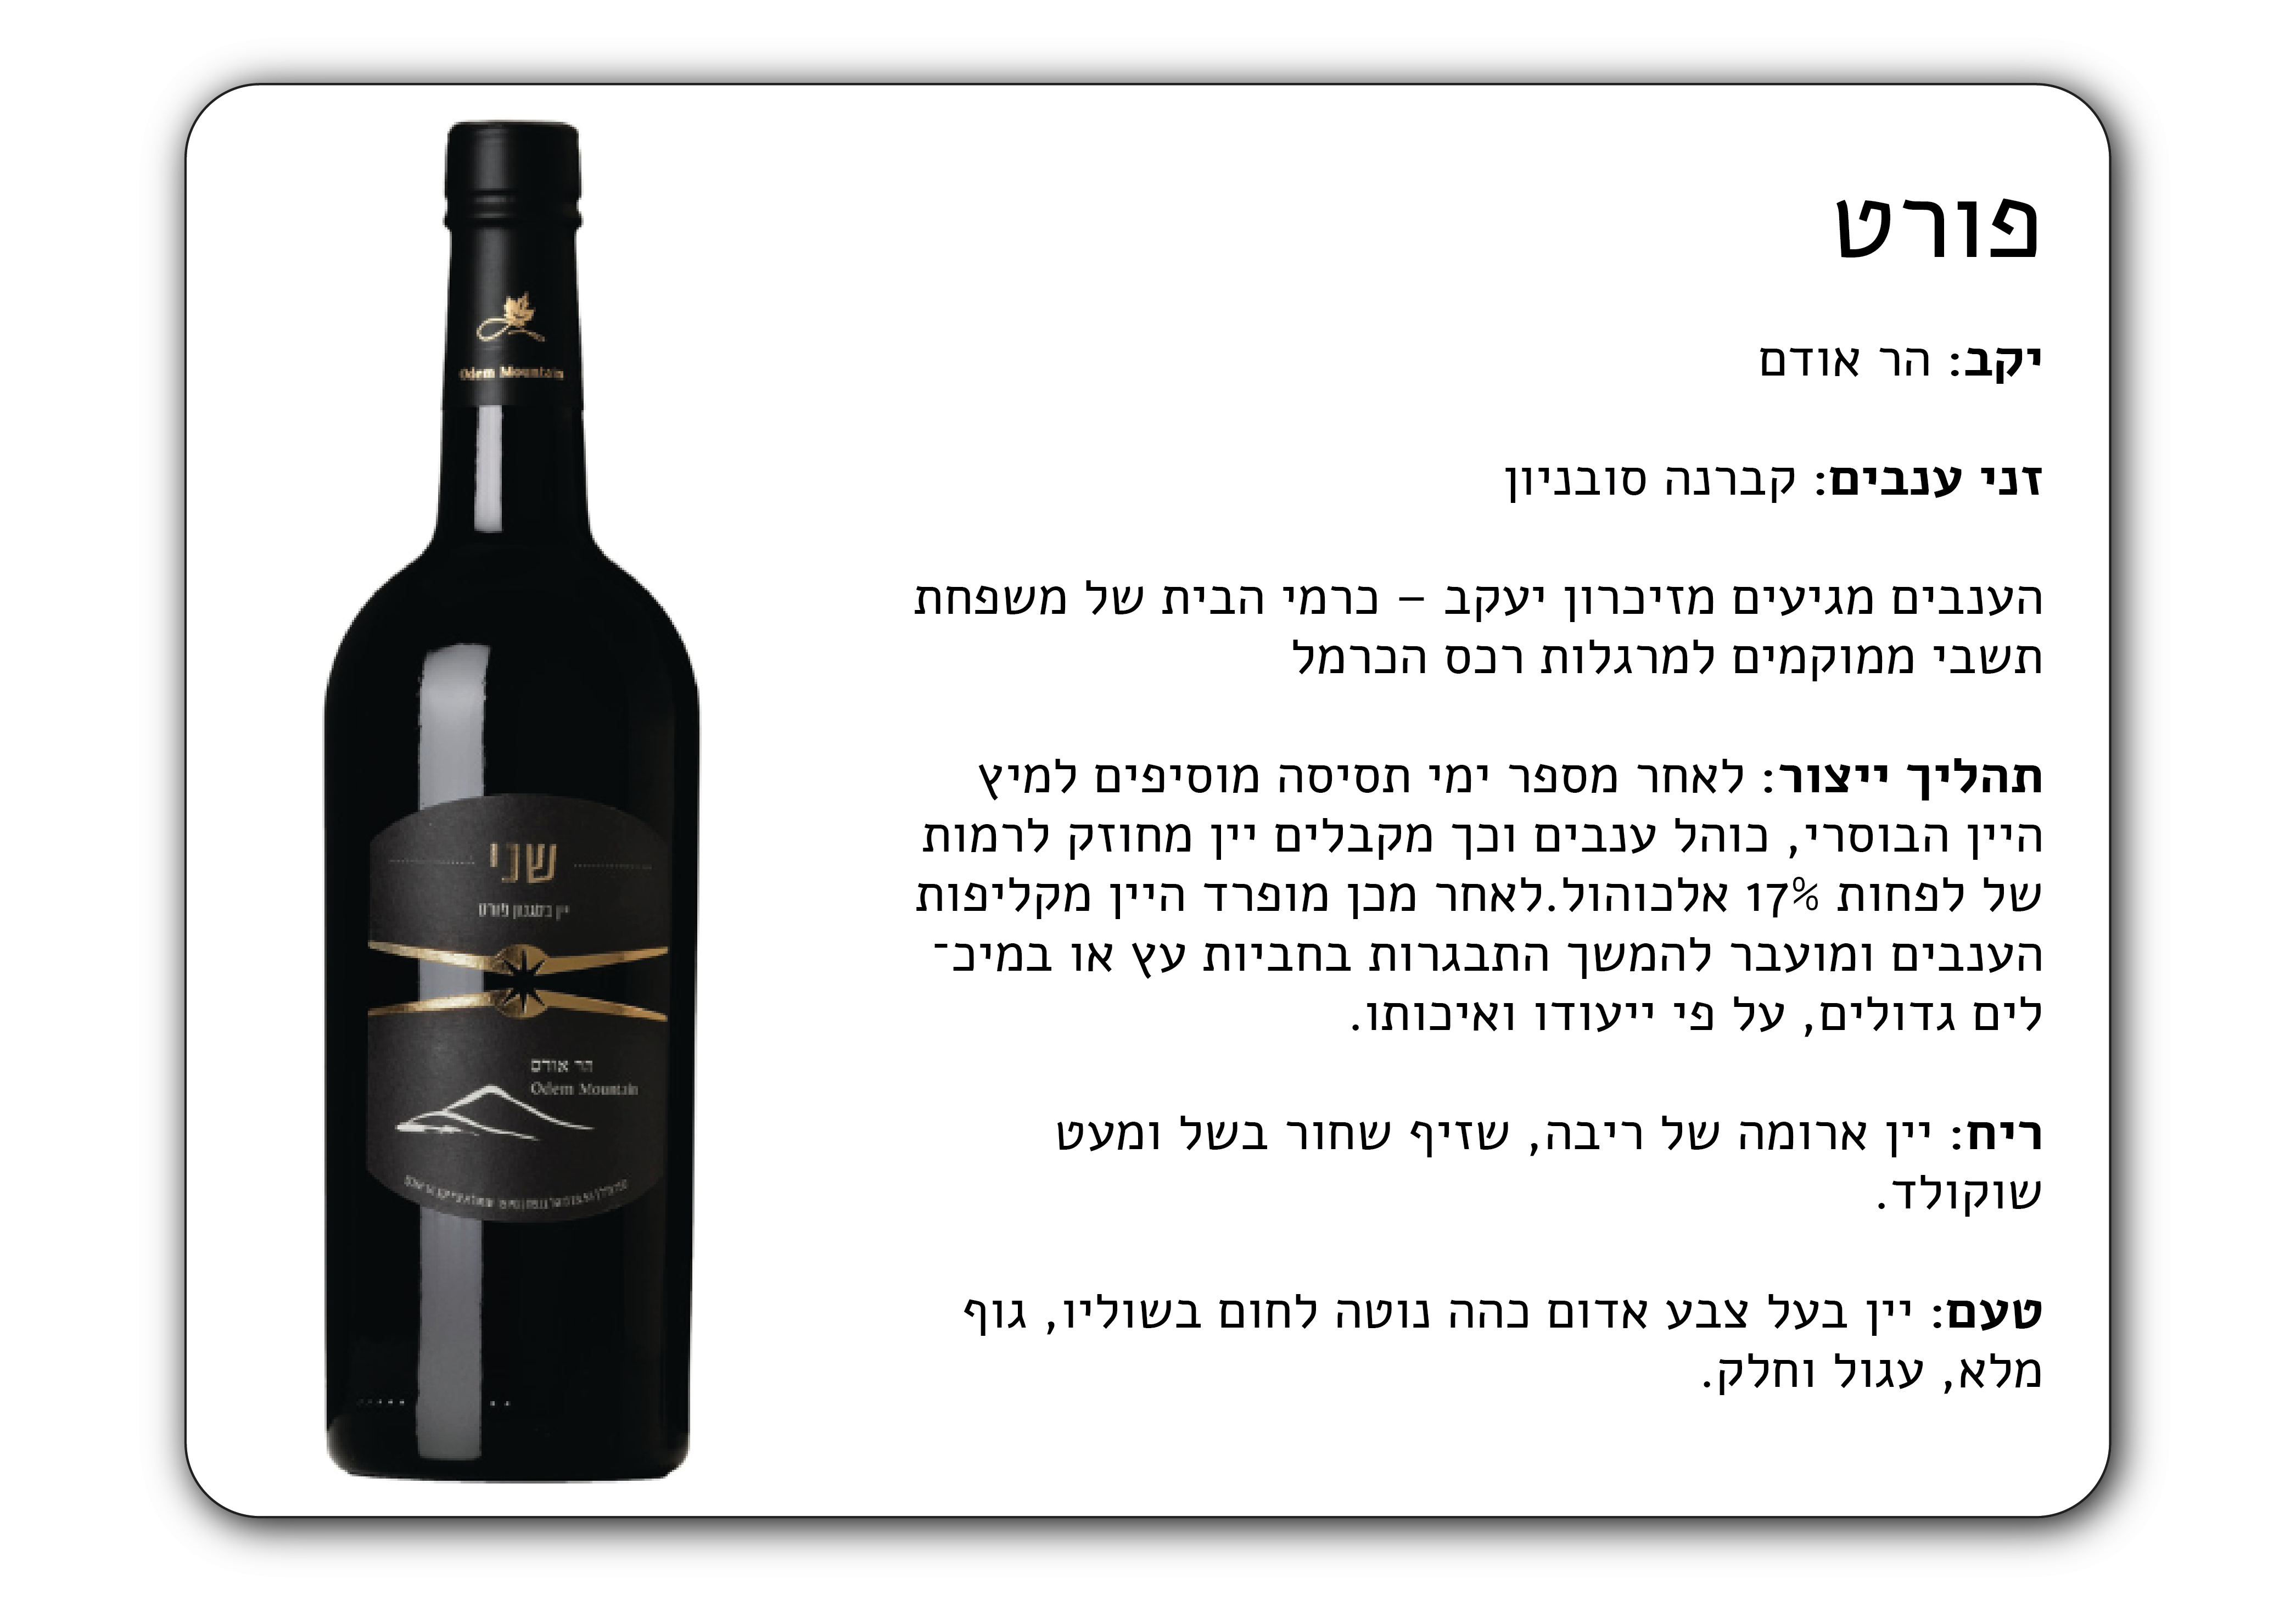 פורט
יקב: הר אודם
זני ענבים: קברנה סובניון
הענבים מגיעים מזיכרון יעקב – כרמי הבית של משפחת
תשבי ממוקמים למרגלות רכס הכרמל
תהליך ייצור: לאחר מספר ימי תסיסה מוסיפים למיץ
היין הבוסרי, כוהל ענבים וכך מקבלים יין מחוזק לרמות
של לפחות 17% אלכוהול.לאחר מכן מופרד היין מקליפות
הענבים ומועבר להמשך התבגרות בחביות עץ או במיכ־
לים גדולים, על פי ייעודו ואיכותו.
ריח: יין ארומה של ריבה, שזיף שחור בשל ומעט
שוקולד.
טעם: יין בעל צבע אדום כהה נוטה לחום בשוליו, גוף
מלא, עגול וחלק.
Odem Mountain
שני
יין בסגנון פורט
הר אודם
Odem Mountain